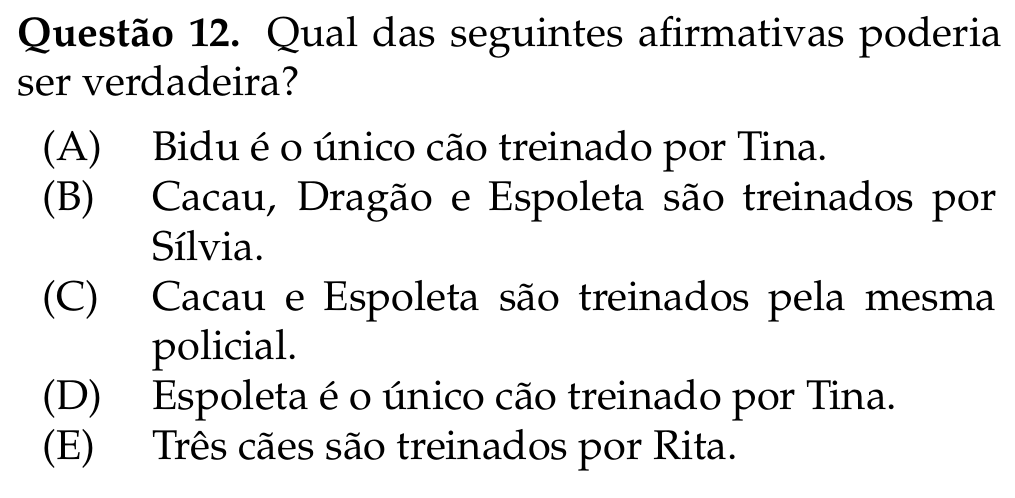 Questão 12. Qual das seguintes afirmativas poderia
ser verdadeira?
(A) Bidu é o único cão treinado por Tina.
(B) Cacau, Dragão e Espoleta são treinados por
Sílvia.
(C) Cacau e Espoleta são treinados pela mesma
policial.
(D) Espoleta é o único cão treinado por Tina.
(E) Três cães são treinados por Rita.